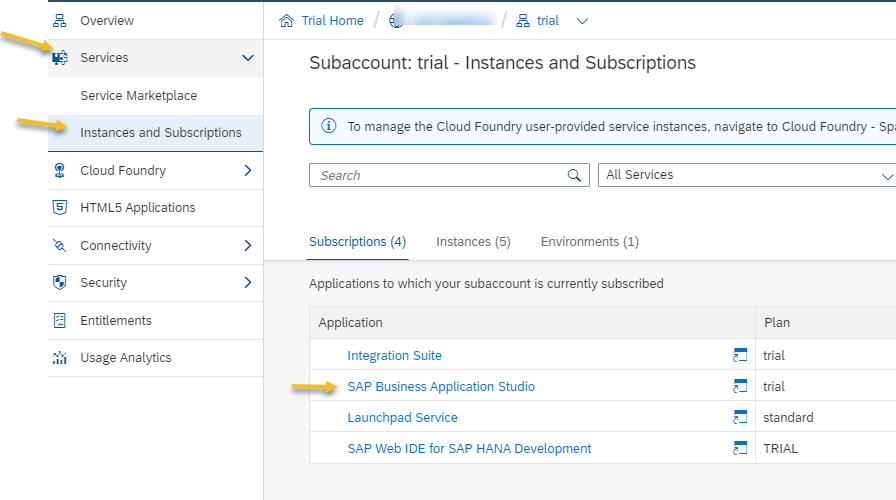 Overview
Services
Service Marketplace
Instances and Subscriptions
Cloud Foundry
HTML5 Applications
Connectivity
Security
Entitlements
Usage Analytics
Trial Home / / trial
Subaccount: trial - Instances and Subscriptions
To manage the Cloud Foundry user-provided service instances, navigate to Cloud Foundry - Spa
Search All Services
Subscriptions (4) Instances (5) Environments (1)
Applications to which your subaccount is currently subscribed
Application Plan
Integration Suite trial
SAP Business Application Studio trial
Launchpad Service standard
SAP Web IDE for SAP HANA Development TRIAL